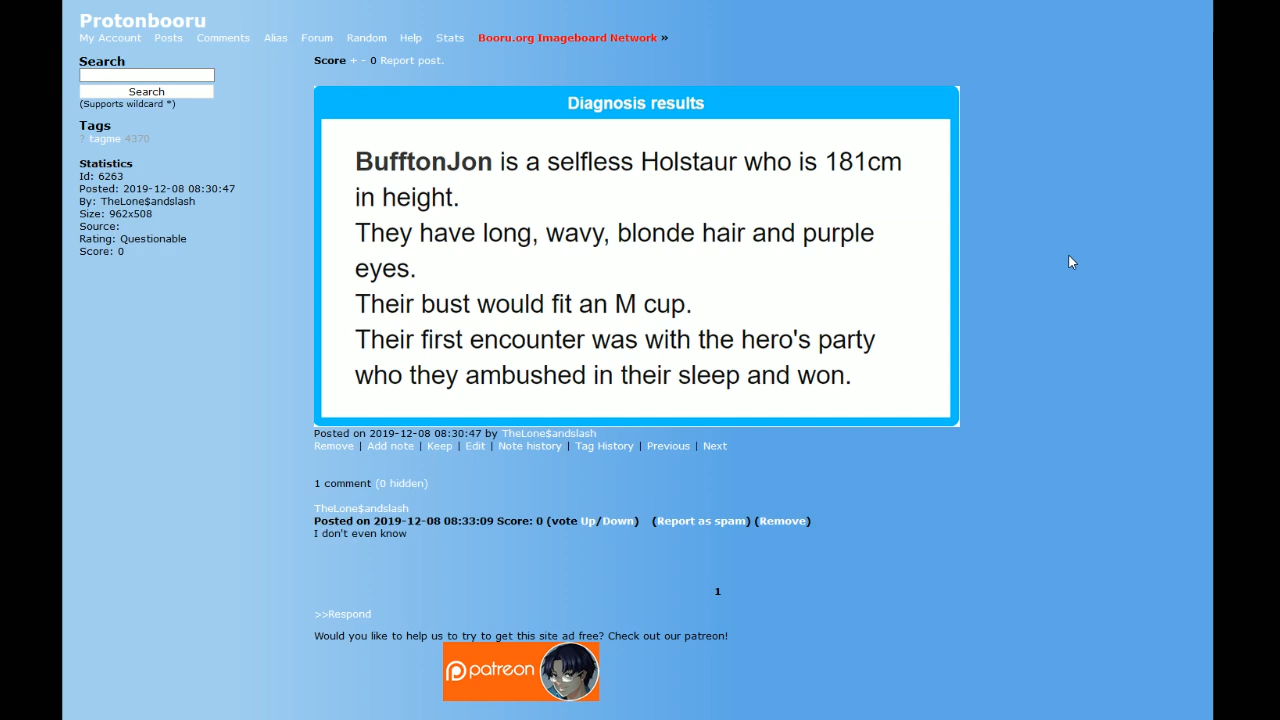 Protonbooru
My Account Posts Comments Alias Forum Random Help Stats Booru.org Imageboard Network »
Search
Search
(Supports wildcard *)
Tags
? tagme 4370
Statistics
Id: 6263
Posted: 2019-12-08 08:30:47
By: TheLone$andslash
Size: 962x508
Source:
Rating: Questionable
Score: 0
Score + - 0 Report post.
Diagnosis results
BufftonJon is a selfless Holstaur who is 181cm
in height.
They have long, wavy, blonde hair and purple
eyes.
Their bust would fit an M cup.
Their first encounter was with the hero's party
who they ambushed in their sleep and won.
Posted on 2019-12-08 08:30:47 by TheLone$andslash
Remove | Add note | Keep | Edit | Note history | Tag History | Previous | Next
1 comment (0 hidden)
TheLone$andslash
Posted on 2019-12-08 08:33:09 Score: 0 (vote Up/Down) (Report as spam) (Remove)
I don't even know
1
>>Respond
Would you like to help us to try to get this site ad free? Check out our patreon!
patreon